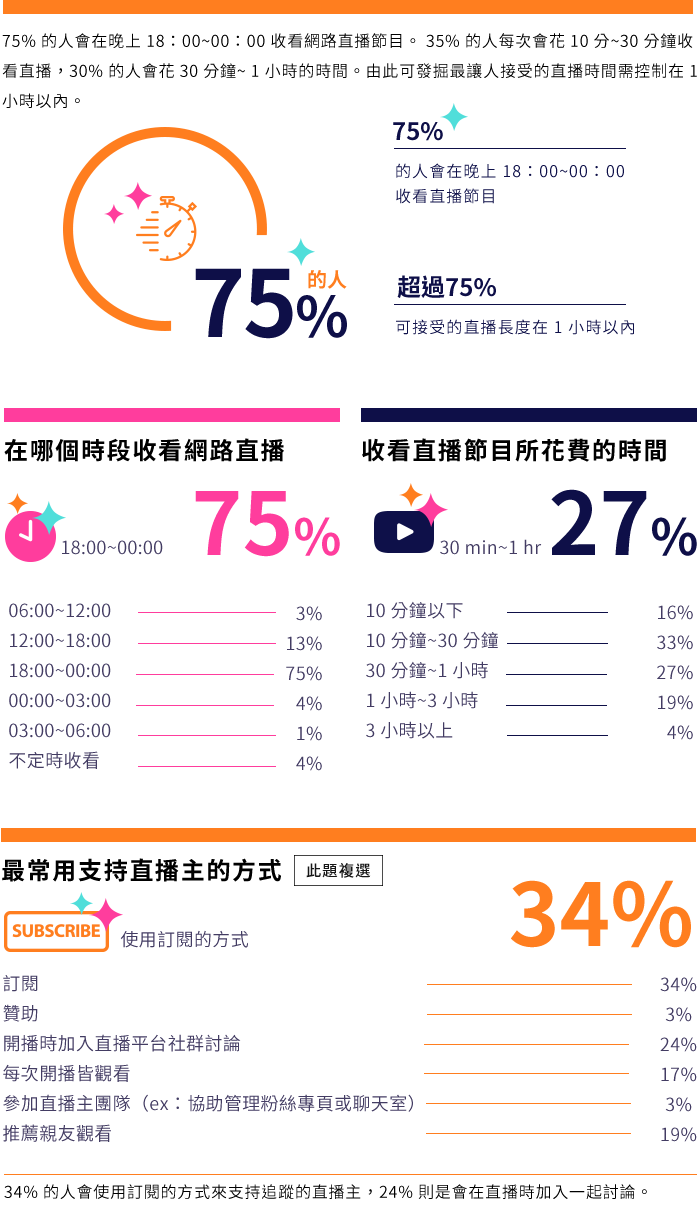 75% 的人會在晚上 18：00~00：00 收看網路直播節目。 35% 的人每次會花 10 分~30 分鐘收
看直播，30% 的人會花 30 分鐘~ 1 小時的時間。由此可發掘最讓人接受的直播時間需控制在 1
小時以內。
75%
的人會在晚上 18：00~00：00
收看直播節目
75%
的人
超過75%
可接受的直播長度在 1 小時以內
在哪個時段收看網路直播
18:00~00:00
75%
06:00~12:00 3%
12:00~18:00 13%
18:00~00:00 75%
00:00~03:00 4%
03:00~06:00 1%
不定時收看 4%
收看直播節目所花費的時間
30 min~1 hr
27%
10 分鐘以下 16%
10 分鐘~30 分鐘 33%
30 分鐘~1 小時 27%
1 小時~3 小時 19%
3 小時以上 4%
最常用支持直播主的方式 此題複選
SUBSCRIBE 使用訂閱的方式
34%
訂閱 34%
贊助 3%
開播時加入直播平台社群討論 24%
每次開播皆觀看 17%
參加直播主團隊（ex：協助管理粉絲專頁或聊天室） 3%
推薦親友觀看 19%
34% 的人會使用訂閱的方式來支持追蹤的直播主，24% 則是會在直播時加入一起討論。